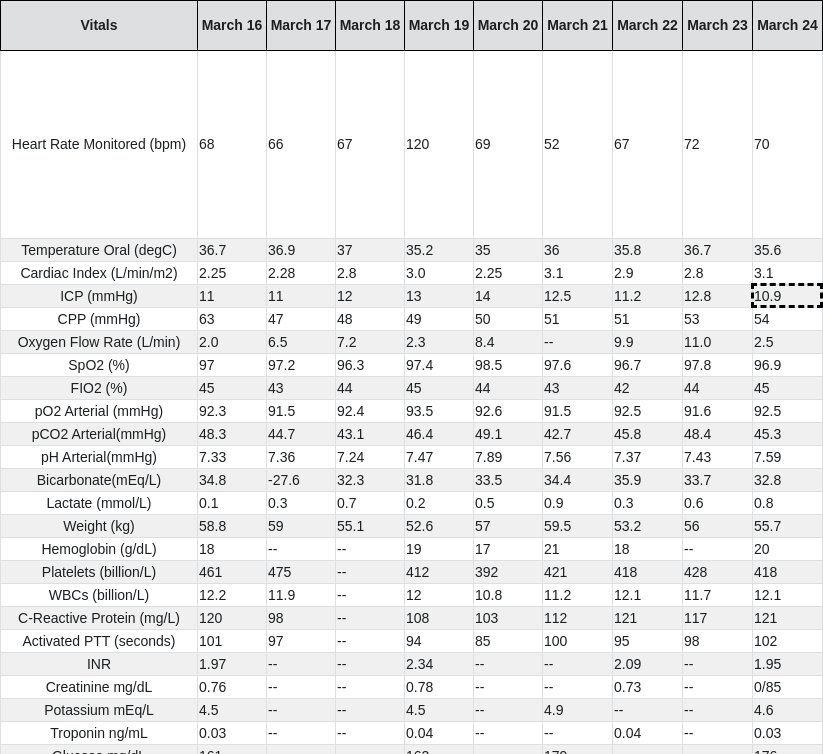 Vitals March 16 March 17 March 18 March 19 March 20 March 21 March 22 March 23 March 24
Heart Rate Monitored (bpm) 68 66 67 120 69 52 67 72 70
Temperature Oral (degC) 36.7 36.9 37 35.2 35 36 35.8 36.7 35.6
Cardiac Index (L/min/m2) 2.25 2.28 2.8 3.0 2.25 3.1 2.9 2.8 3.1
ICP (mmHg) 11 11 12 13 14 12.5 11.2 12.8 10.9
CPP (mmHg) 63 47 48 49 50 51 51 53 54
Oxygen Flow Rate (L/min) 2.0 6.5 7.2 2.3 8.4 -- 9.9 11.0 2.5
SpO2 (%) 97 97.2 96.3 97.4 98.5 97.6 96.7 97.8 96.9
FIO2 (%) 45 43 44 45 44 43 42 44 45
pO2 Arterial (mmHg) 92.3 91.5 92.4 93.5 92.6 91.5 92.5 91.6 92.5
pCO2 Arterial(mmHg) 48.3 44.7 43.1 46.4 49.1 42.7 45.8 48.4 45.3
pH Arterial(mmHg) 7.33 7.36 7.24 7.47 7.89 7.56 7.37 7.43 7.59
Bicarbonate(mEq/L) 34.8 -27.6 32.3 31.8 33.5 34.4 35.9 33.7 32.8
Lactate (mmol/L) 0.1 0.3 0.7 0.2 0.5 0.9 0.3 0.6 0.8
Weight (kg) 58.8 59 55.1 52.6 57 59.5 53.2 56 55.7
Hemoglobin (g/dL) 18 -- -- 19 17 21 18 -- 20
Platelets (billion/L) 461 475 -- 412 392 421 418 428 418
WBCs (billion/L) 12.2 11.9 -- 12 10.8 11.2 12.1 11.7 12.1
C-Reactive Protein (mg/L) 120 98 -- 108 103 112 121 117 121
Activated PTT (seconds) 101 97 -- 94 85 100 95 98 102
INR 1.97 -- -- 2.34 -- -- 2.09 -- 1.95
Creatinine mg/dL 0.76 -- -- 0.78 -- -- 0.73 -- 0/85
Potassium mEq/L 4.5 -- -- 4.5 -- 4.9 -- -- 4.6
Troponin ng/mL 0.03 -- -- 0.04 -- -- 0.04 -- 0.03
Glucose mg/dL 161